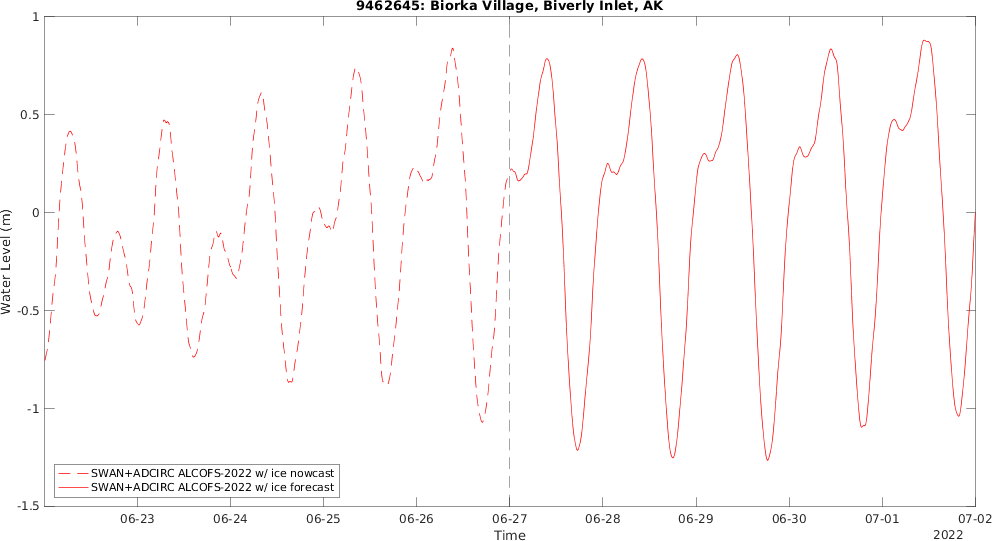 9462645: Biorka Village, Biverly Inlet, AK
1
0.5
0
-0.5
-1
-1.5
Water Level (m)
SWAN+ADCIRC ALCOFS-2022 w/ ice nowcast
SWAN+ADCIRC ALCOFS-2022 w/ ice forecast
06-23 06-24 06-25 06-26 06-27 06-28 06-29 06-30 07-01 07-02
Time
2022